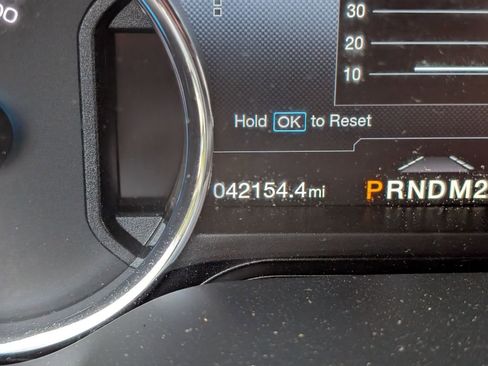 30
20
10
Hold OK to Reset
042154.4mi
PRNDM2